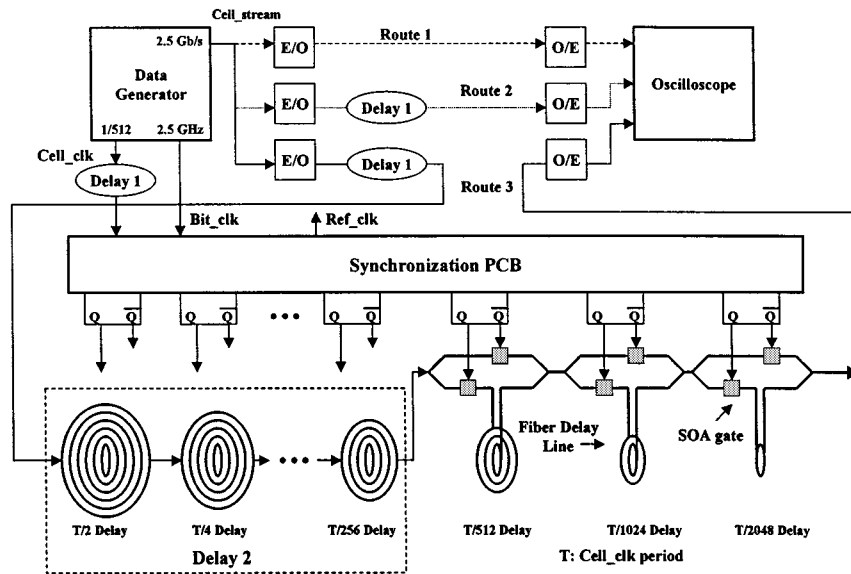 Cell_stream
2.5 Gb/s
Data
Generator
1/512 2.5 GHz
E/O
Route 1
O/E
Oscilloscope
E/O
Delay 1
Route 2
O/E
E/O
Delay 1
Route 3
O/E
Cell_clk
Delay 1
Bit_clk
Ref_clk
Synchronization PCB
Q Q
Q Q
•••
Q Q
Q Q
Q Q
Q Q
•••
Fiber Delay
Line
SOA gate
T/2 Delay
T/4 Delay
T/256 Delay
T/512 Delay
T/1024 Delay
T/2048 Delay
Delay 2
T: Cell_clk period